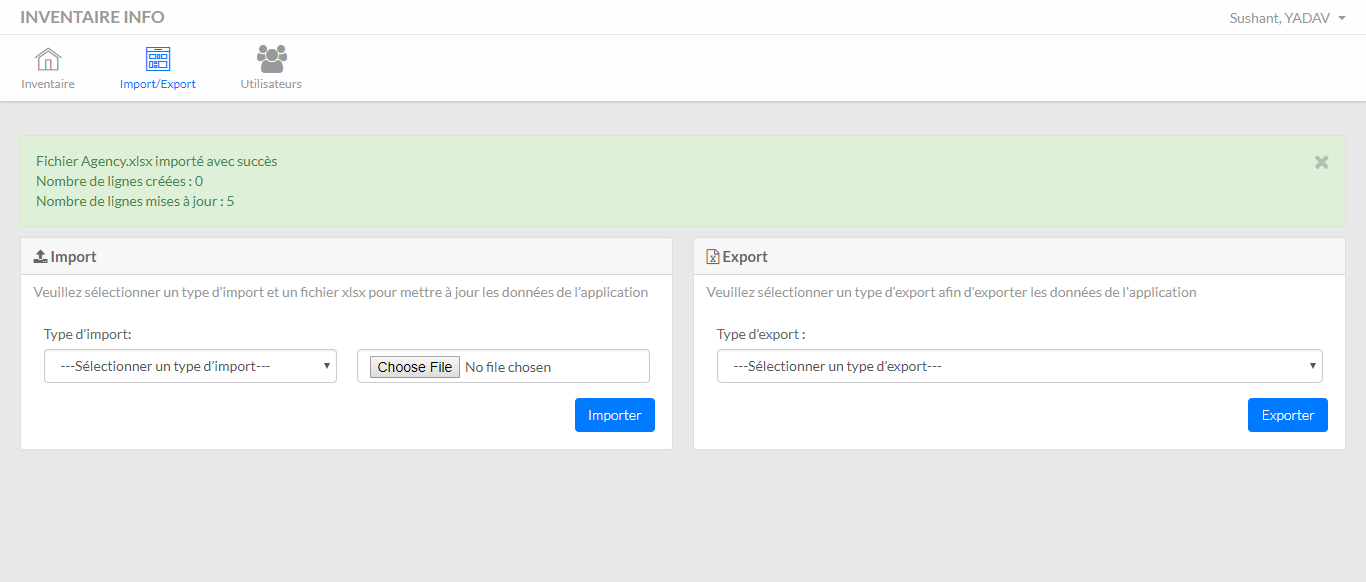 INVENTAIRE INFO
Sushant, YADAV
Inventaire
Import/Export
Utilisateurs
Fichier Agency.xlsx importé avec succès
Nombre de lignes créées : 0
Nombre de lignes mises à jour : 5
Import
Veuillez sélectionner un type d'import et un fichier xlsx pour mettre à jour les données de l'application
Type d'import:
---Sélectionner un type d'import---
Choose File No file chosen
Importer
Export
Veuillez sélectionner un type d'export afin d'exporter les données de l'application
Type d'export :
---Sélectionner un type d'export---
Exporter